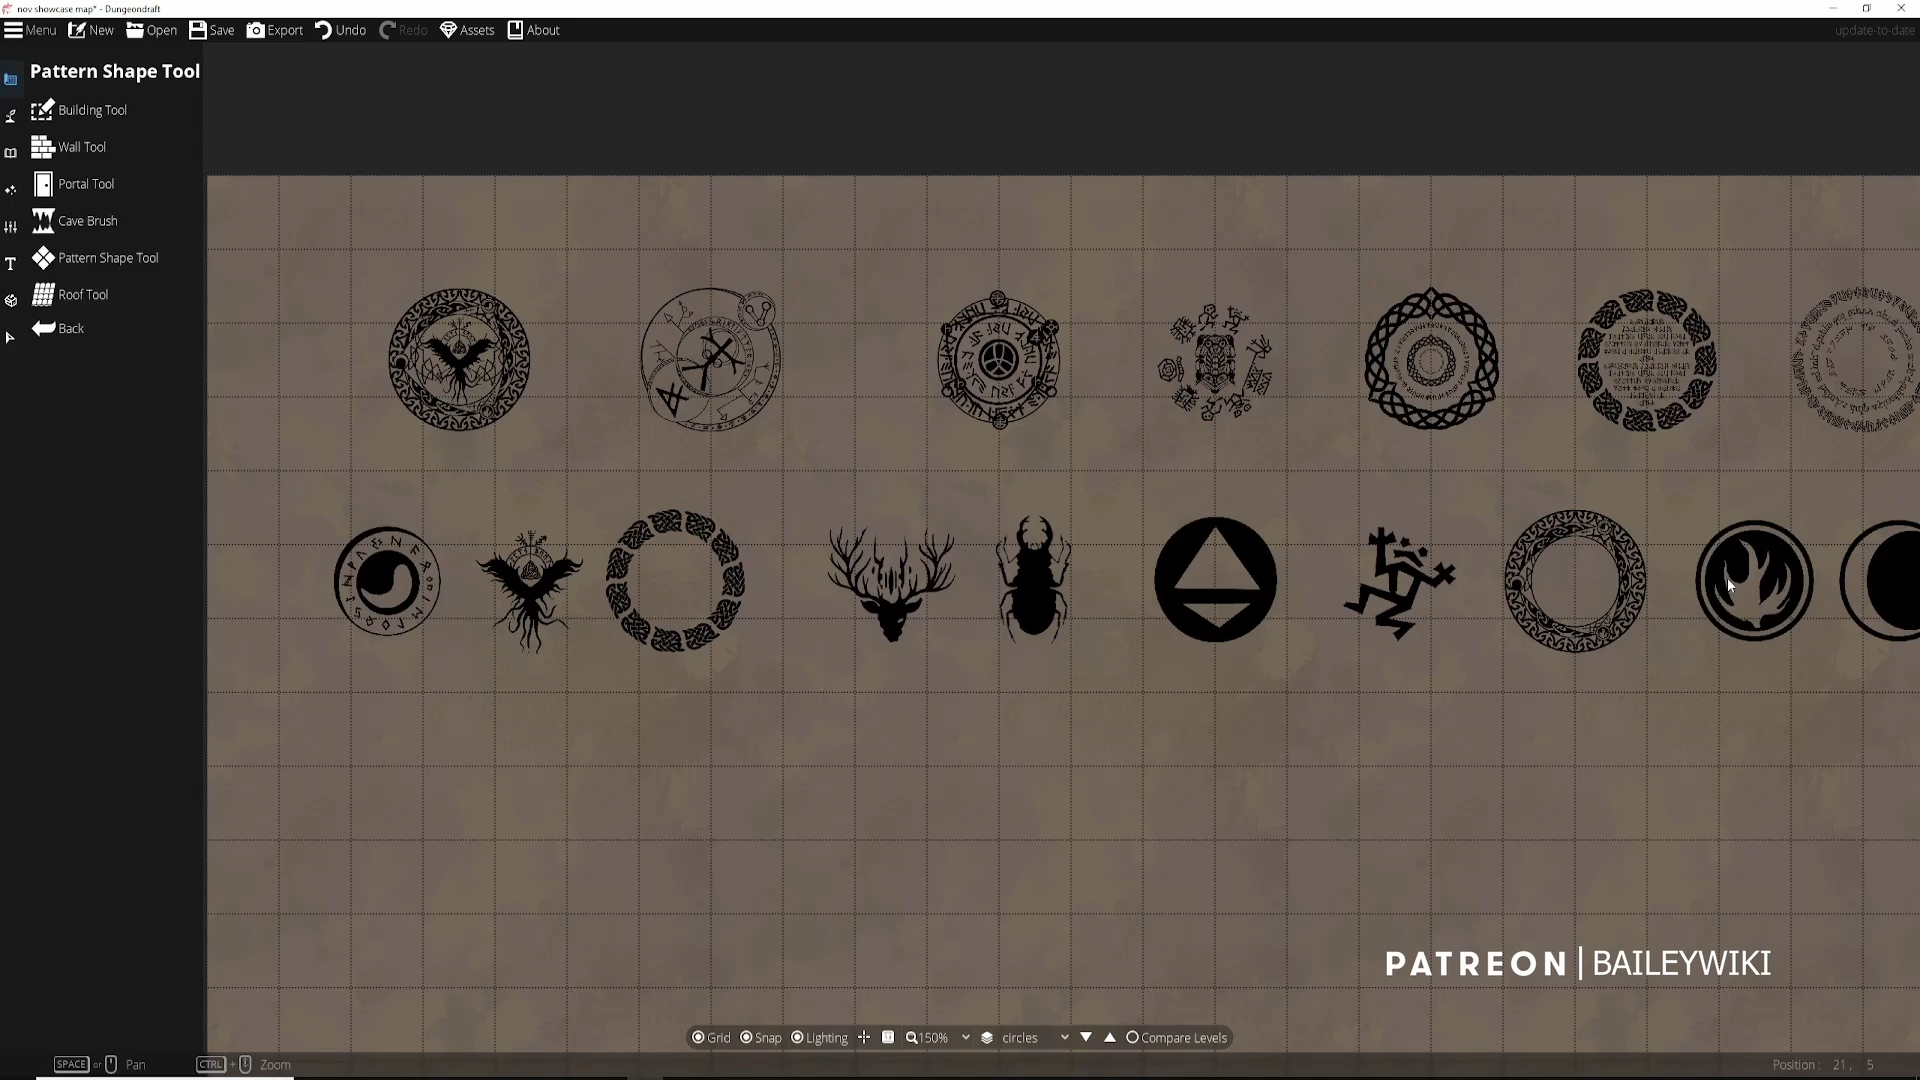 nov showcase map* - Dungeondraft
Menu New Open Save Export Undo Redo Assets About update-to-date
Pattern Shape Tool
Building Tool
Wall Tool
Portal Tool
Cave Brush
Pattern Shape Tool
Roof Tool
Back
PATREON | BAILEYWIKI
Grid Snap Lighting 150% circles Compare Levels
SPACE or Pan CTRL + Zoom Position : 21, 5